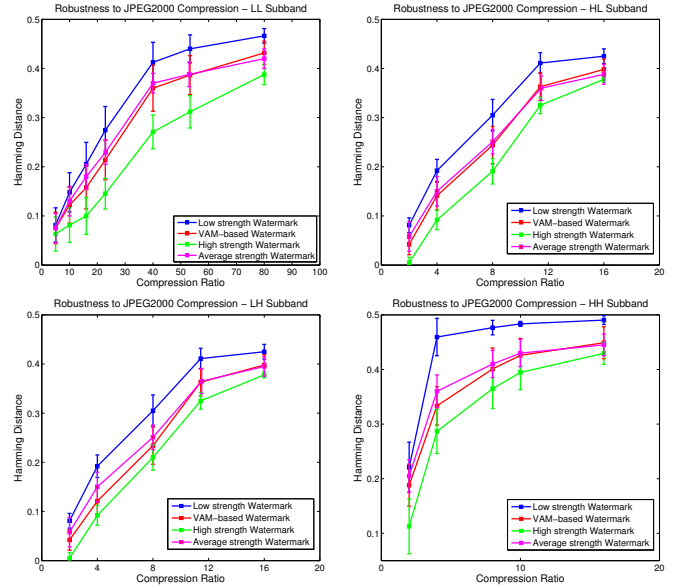 Robustness to JPEG2000 Compression – LL Subband
Hamming Distance
0.5
0.4
0.3
0.2
0.1
0
0 10 20 30 40 50 60 70 80 90 100
Compression Ratio
Low strength Watermark
VAM−based Watermark
High strength Watermark
Average strength Watermark
Robustness to JPEG2000 Compression – HL Subband
Hamming Distance
0.5
0.4
0.3
0.2
0.1
0
0 4 8 12 16 20
Compression Ratio
Low strength Watermark
VAM−based Watermark
High strength Watermark
Average strength Watermark
Robustness to JPEG2000 Compression – LH Subband
Hamming Distance
0.5
0.4
0.3
0.2
0.1
0
0 4 8 12 16 20
Compression Ratio
Low strength Watermark
VAM−based Watermark
High strength Watermark
Average strength Watermark
Robustness to JPEG2000 Compression – HH Subband
Hamming Distance
0.5
0.4
0.3
0.2
0.1
0 5 10 15 20
Compression Ratio
Low strength Watermark
VAM−based Watermark
High strength Watermark
Average strength Watermark